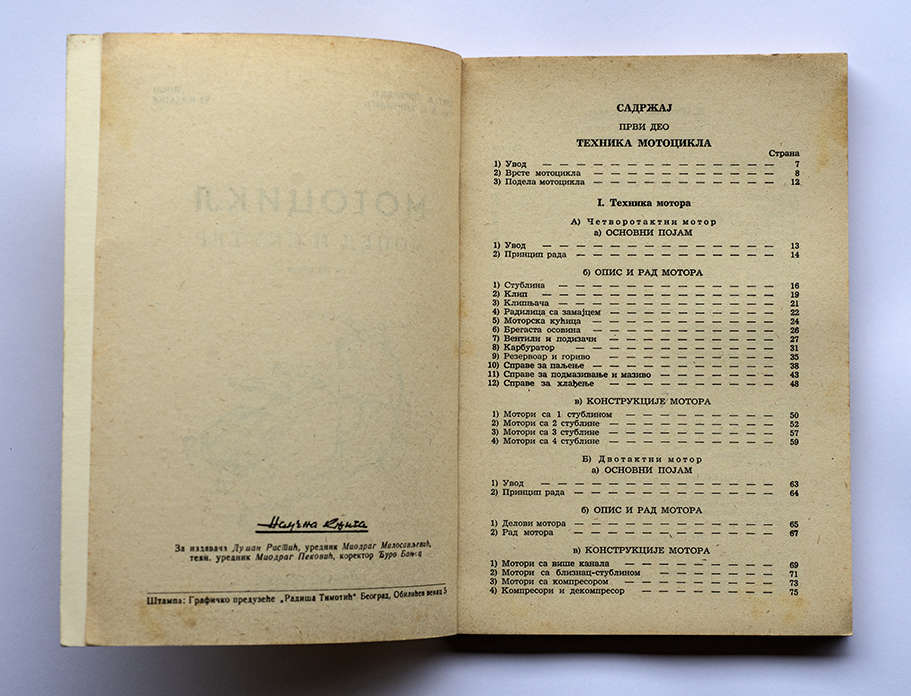 Научна књига
За издавача Душан Ристић, уредник Миодраг Милосављевић,
техн. уредник Миодраг Пековић, коректор Ђуро
Штампа: Графичко предузеће „Радиша Тимотић“ Београд, Обилићев венац 5
САДРЖАЈ
ПРВИ ДЕО
ТЕХНИКА МОТОЦИКЛА
Страна
1) Увод — — — — — — — — — — — — — 7
2) Врсте мотоцикла — — — — — — — — — — — 8
3) Подела мотоцикла — — — — — — — — — — — 12
I. Техника мотора
А) Четворотактни мотор
а) ОСНОВНИ ПОЈАМ
1) Увод — — — — — — — — — — — — — 13
2) Принцип рада — — — — — — — — — — — — 14
б) ОПИС И РАД МОТОРА
1) Стублина — — — — — — — — — — — — 16
2) Клип — — — — — — — — — — — — — 19
3) Клипњача — — — — — — — — — — — — 21
4) Радилица са замајцем — — — — — — — — — — 22
5) Моторска кућица — — — — — — — — — — — 24
6) Брегаста осовина — — — — — — — — — — — 26
7) Вентили и подизачи — — — — — — — — — — 27
8) Карбуратор — — — — — — — — — — — — 31
9) Резервоар и гориво — — — — — — — — — — — 35
10) Справе за паљење — — — — — — — — — — — 38
11) Справе за подмазивање и мазиво — — — — — — — — 43
12) Справе за хлађење — — — — — — — — — — — 48
в) КОНСТРУКЦИЈЕ МОТОРА
1) Мотори са 1 стублином — — — — — — — — — — 50
2) Мотори са 2 стублине — — — — — — — — — — 52
3) Мотори са 3 стублине — — — — — — — — — — 57
4) Мотори са 4 стублине — — — — — — — — — — 59
Б) Двотактни мотор
а) ОСНОВНИ ПОЈАМ
1) Увод — — — — — — — — — — — — — 63
2) Принцип рада — — — — — — — — — — — — 64
б) ОПИС И РАД МОТОРА
1) Делови мотора — — — — — — — — — — — — 65
2) Рад мотора — — — — — — — — — — — — 67
в) КОНСТРУКЦИЈЕ МОТОРА
1) Мотори са више канала — — — — — — — — — — 69
2) Мотори са близнац-стублином — — — — — — — — 71
3) Мотори са компресором — — — — — — — — — — 73
4) Компресори и декомпресор — — — — — — — — — 75